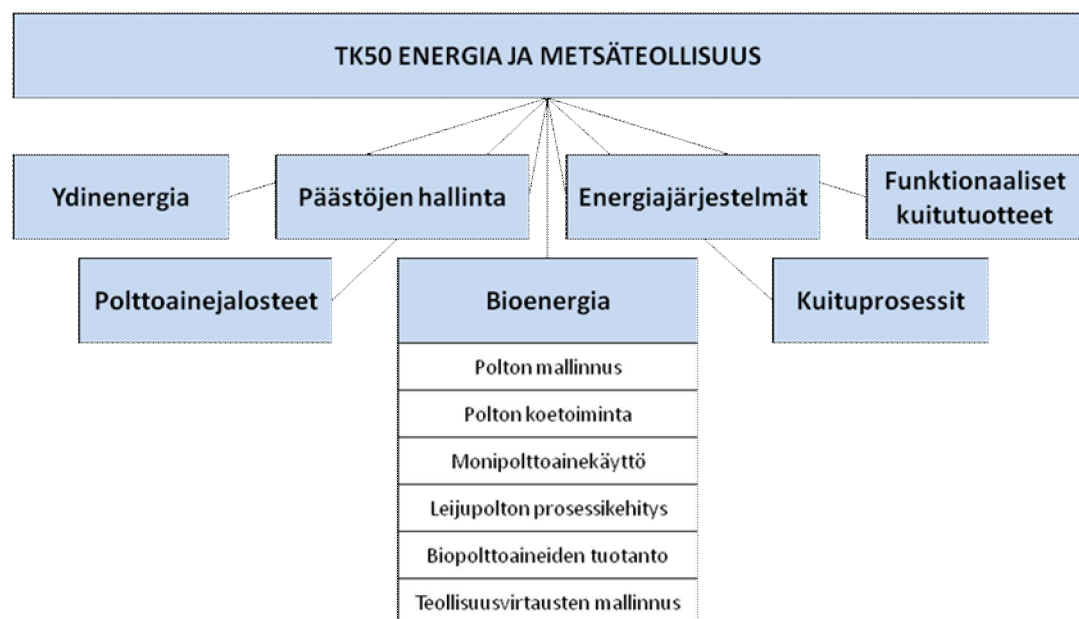 TK50 ENERGIA JA METSÄTEOLLISUUS
Ydinenergia
Päästöjen hallinta
Energiajärjestelmät
Funktionaaliset
kuitutuotteet
Polttoainejalosteet
Bioenergia
Kuituprosessit
Polton mallinnus
Polton koetoiminta
Monipolttoainekäyttö
Leijupolton prosessikehitys
Biopolttoaineiden tuotanto
Teollisuusvirtausten mallinnus